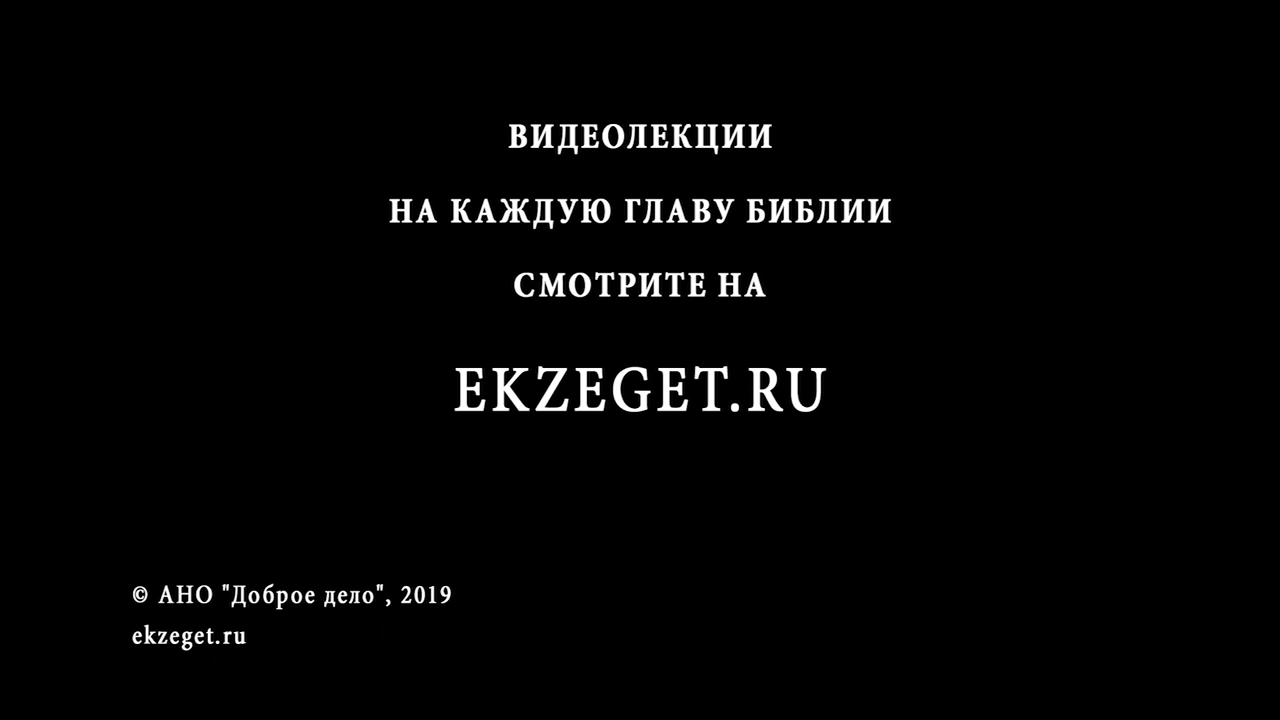 ВИДЕОЛЕКЦИИ
НА КАЖДУЮ ГЛАВУ БИБЛИИ
СМОТРИТЕ НА
EKZEGET.RU
© АНО "Доброе дело", 2019
ekzeget.ru